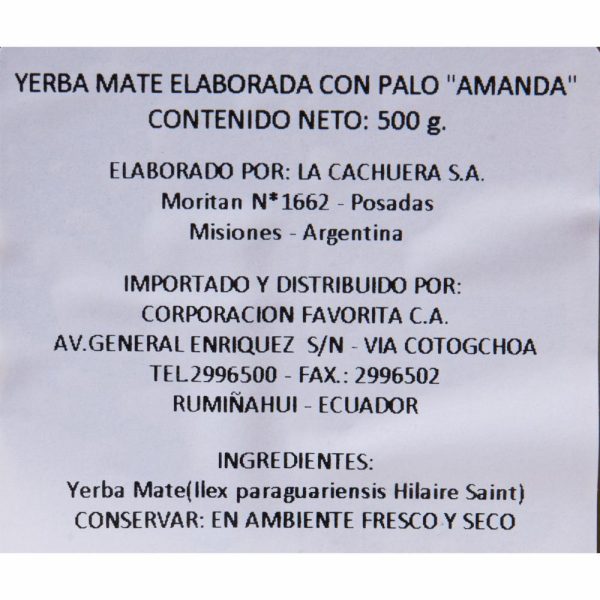 YERBA MATE ELABORADA CON PALO "AMANDA"
CONTENIDO NETO: 500 g.
ELABORADO POR: LA CACHUERA S.A.
Moritan N*1662 - Posadas
Misiones - Argentina
IMPORTADO Y DISTRIBUIDO POR:
CORPORACION FAVORITA C.A.
AV.GENERAL ENRIQUEZ S/N - VIA COTOGCHOA
TEL.2996500 - FAX.: 2996502
RUMIÑAHUI - ECUADOR
INGREDIENTES:
Yerba Mate(Ilex paraguariensis Hilaire Saint)
CONSERVAR: EN AMBIENTE FRESCO Y SECO